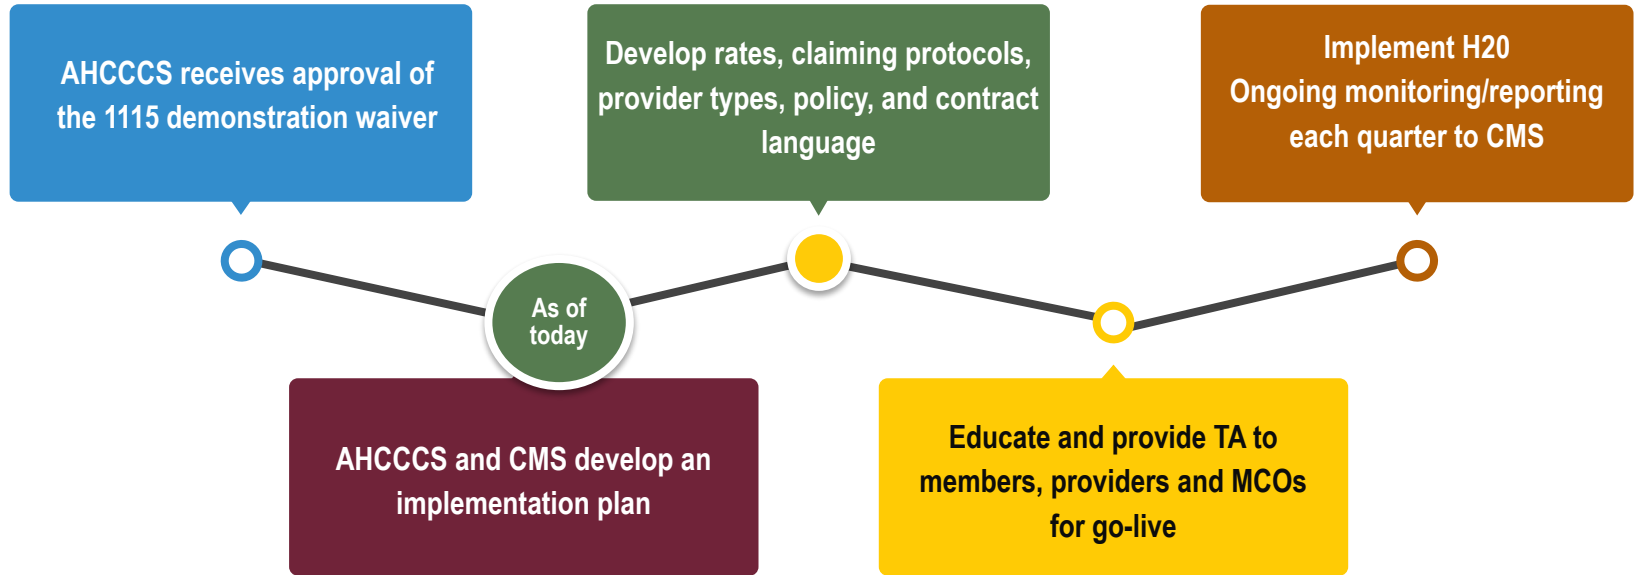 AHCCCS receives approval of
the 1115 demonstration waiver
As of
today
AHCCCS and CMS develop an
implementation plan
Develop rates, claiming protocols,
provider types, policy, and contract
language
Educate and provide TA to
members, providers and MCOs
for go-live
Implement H20
Ongoing monitoring/reporting
each quarter to CMS